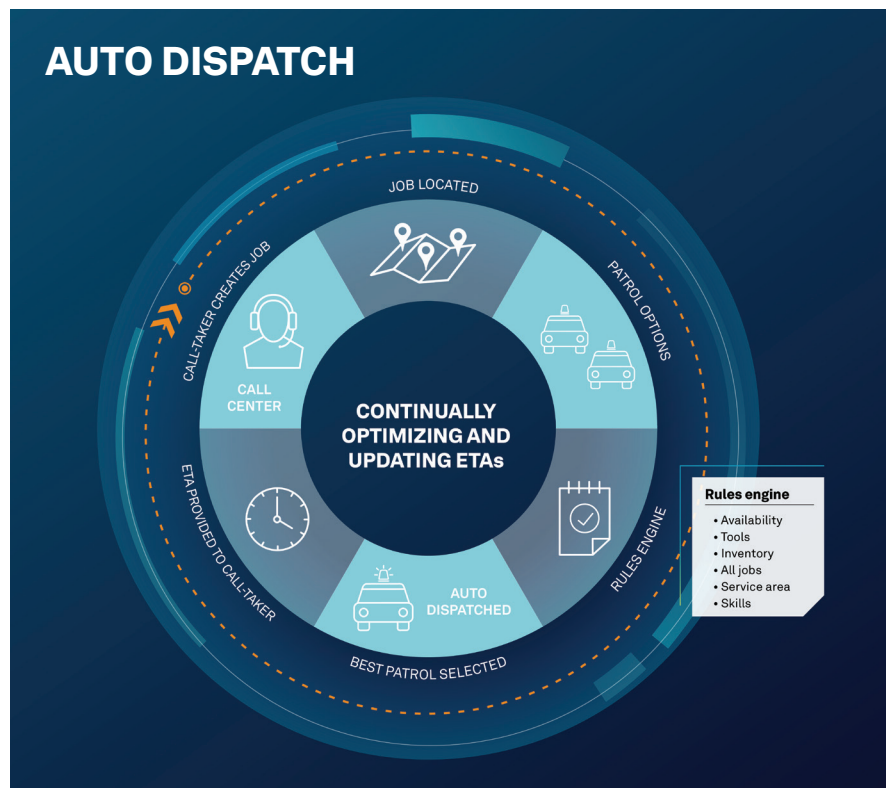 AUTO DISPATCH
JOB LOCATED
PATROL OPTIONS
RULES ENGINE
BEST PATROL SELECTED
ETA PROVIDED TO CALL-TAKER
CALL-TAKER CREATES JOB
CALL
CENTER
AUTO
DISPATCHED
CONTINUALLY
OPTIMIZING AND
UPDATING ETAs
Rules engine
• Availability
• Tools
• Inventory
• All jobs
• Service area
• Skills